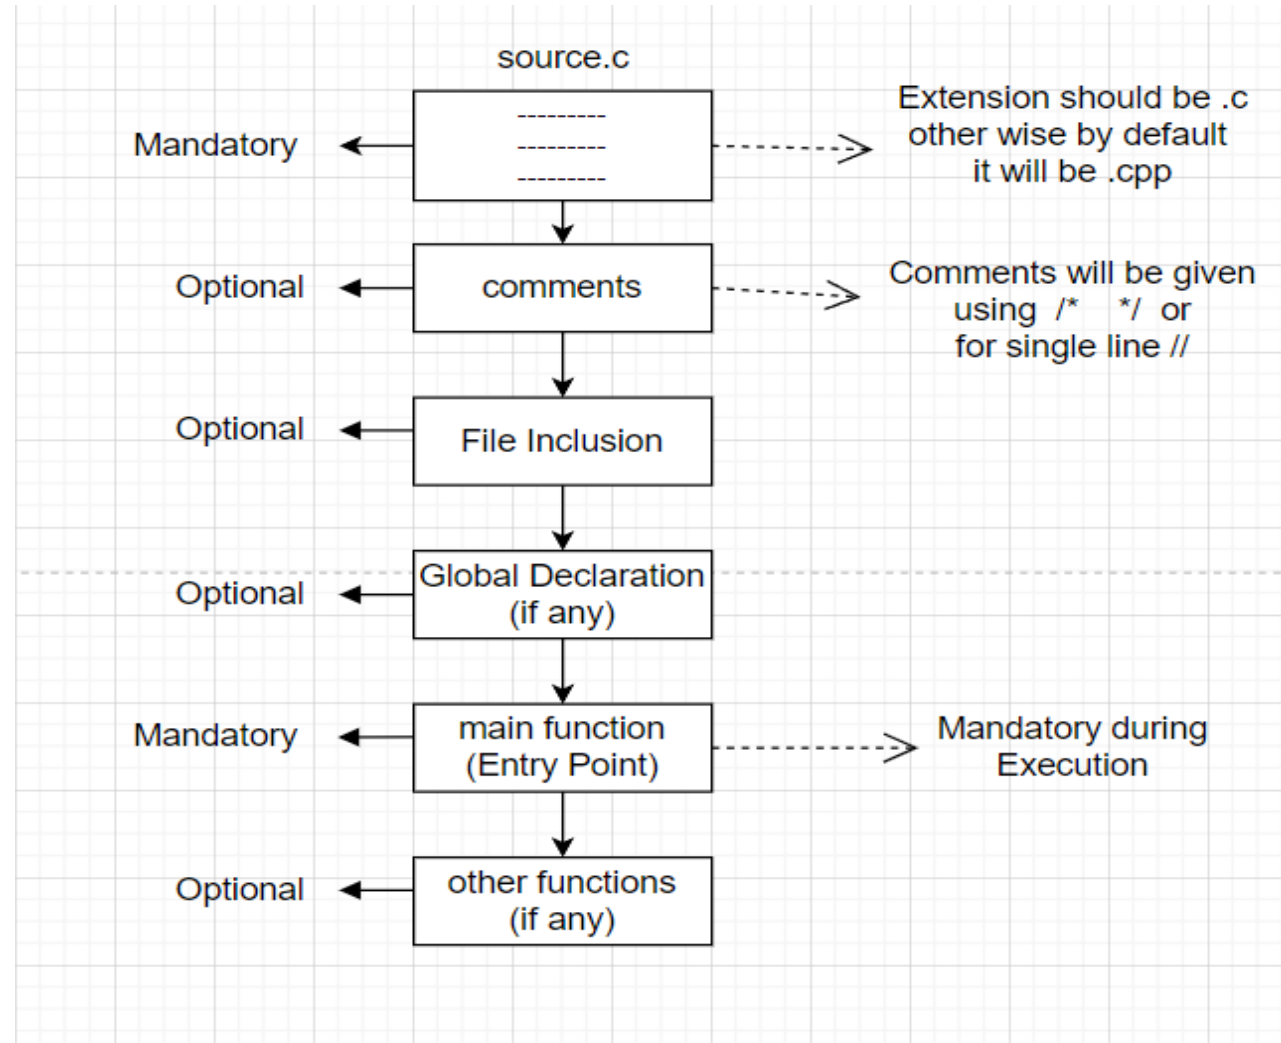 source.c
Mandatory
---------
---------
---------
Extension should be .c
other wise by default
it will be .cpp
Optional
comments
Comments will be given
using /* */ or
for single line //
Optional
File Inclusion
Optional
Global Declaration
(if any)
Mandatory
main function
(Entry Point)
Mandatory during
Execution
Optional
other functions
(if any)